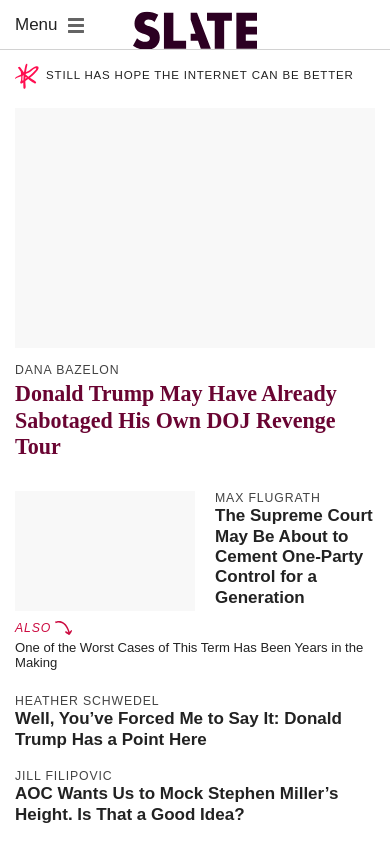 Menu
SLATE
STILL HAS HOPE THE INTERNET CAN BE BETTER
DANA BAZELON
Donald Trump May Have Already
Sabotaged His Own DOJ Revenge
Tour
MAX FLUGRATH
The Supreme Court
May Be About to
Cement One-Party
Control for a
Generation
ALSO
One of the Worst Cases of This Term Has Been Years in the
Making
HEATHER SCHWEDEL
Well, You’ve Forced Me to Say It: Donald
Trump Has a Point Here
JILL FILIPOVIC
AOC Wants Us to Mock Stephen Miller’s
Height. Is That a Good Idea?